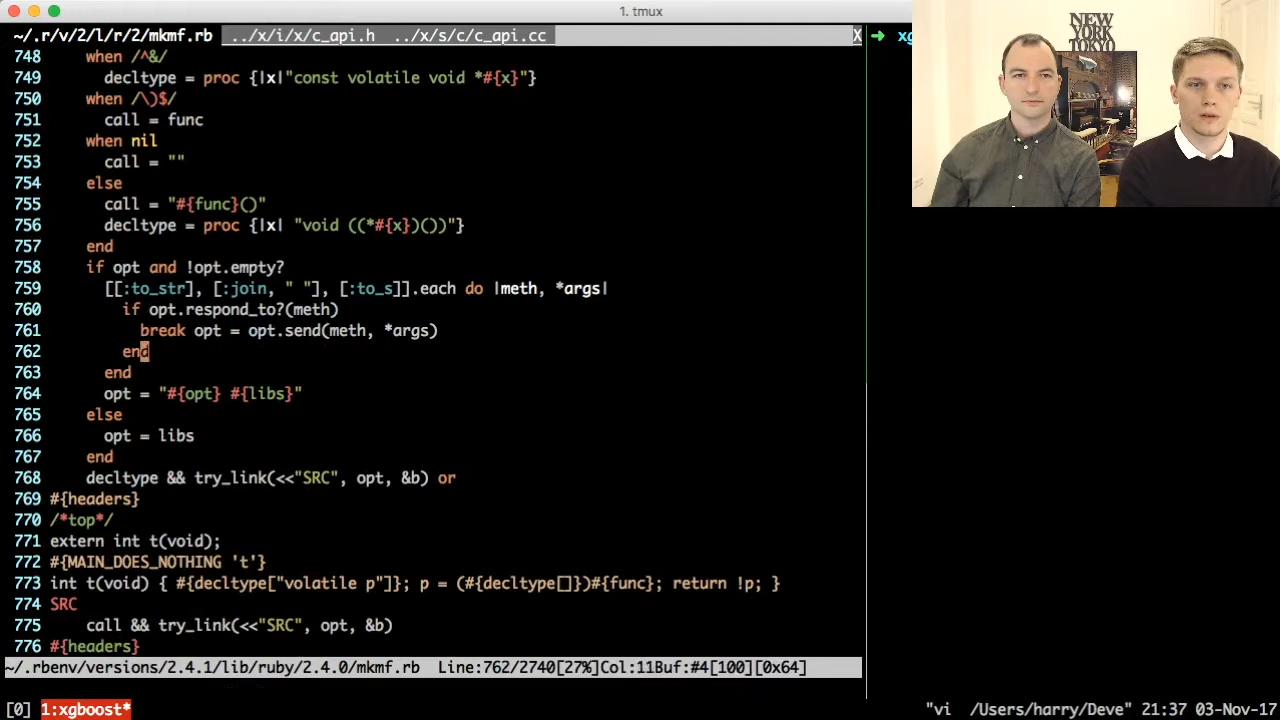 1. tmux
~/.r/v/2/l/r/2/mkmf.rb  ../x/i/x/c_api.h  ../x/s/c/c_api.cc X
➜ xg
NEW
YORK
TOKYO
748     when /^&/
749       decltype = proc {|x|"const volatile void *#{x}"}
750     when /\)$/
751       call = func
752     when nil
753       call = ""
754     else
755       call = "#{func}()"
756       decltype = proc {|x| "void ((*#{x})())"}
757     end
758     if opt and !opt.empty?
759       [[:to_str], [:join, " "], [:to_s]].each do |meth, *args|
760         if opt.respond_to?(meth)
761           break opt = opt.send(meth, *args)
762         end
763       end
764       opt = "#{opt} #{libs}"
765     else
766       opt = libs
767     end
768     decltype && try_link(<<"SRC", opt, &b) or
769 #{headers}
770 /*top*/
771 extern int t(void);
772 #{MAIN_DOES_NOTHING 't'}
773 int t(void) { #{decltype["volatile p"]}; p = (#{decltype[]})#{func}; return !p; }
774 SRC
775     call && try_link(<<"SRC", opt, &b)
776 #{headers}
~/.rbenv/versions/2.4.1/lib/ruby/2.4.0/mkmf.rb  Line:762/2740[27%]Col:11Buf:#4[100][0x64]
[0] 1:xgboost* "vi  /Users/harry/Deve" 21:37 03-Nov-17